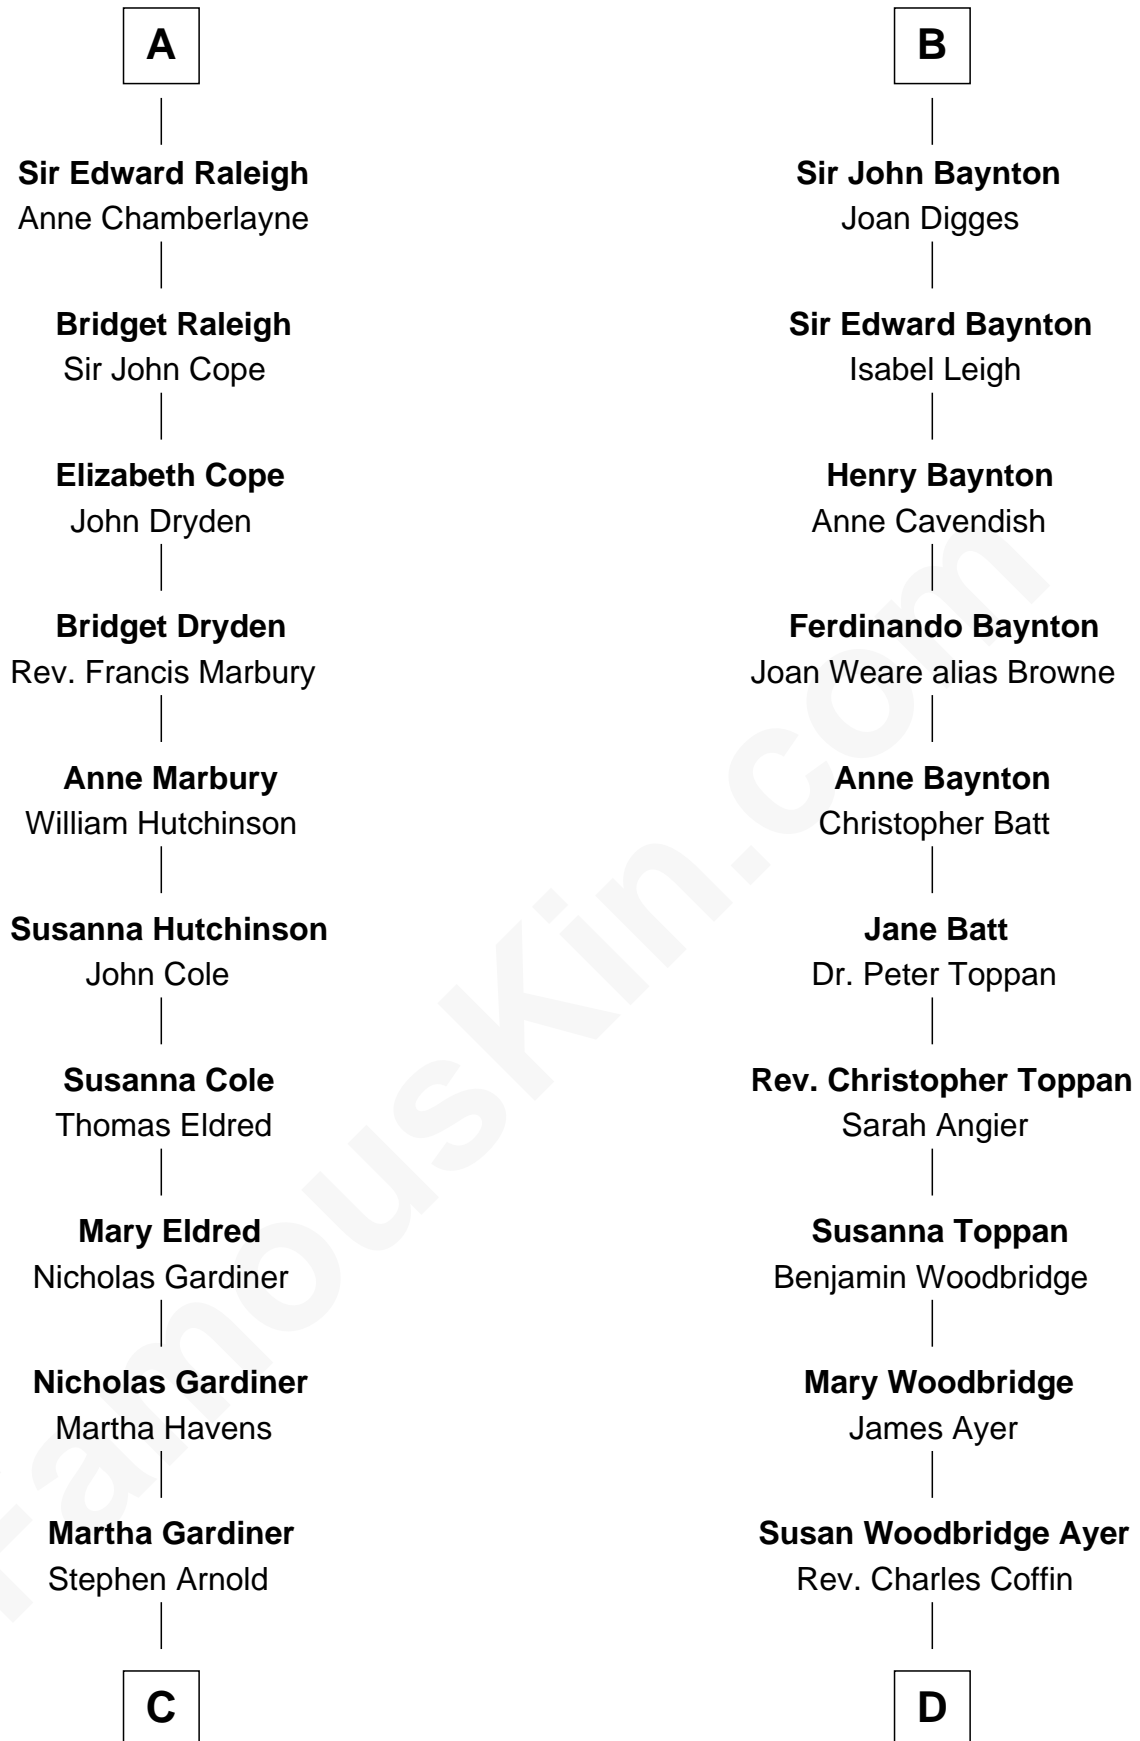 A
Sir Edward Raleigh
Anne Chamberlayne
Bridget Raleigh
Sir John Cope
Elizabeth Cope
John Dryden
Bridget Dryden
Rev. Francis Marbury
Anne Marbury
William Hutchinson
Susanna Hutchinson
John Cole
Susanna Cole
Thomas Eldred
Mary Eldred
Nicholas Gardiner
Nicholas Gardiner
Martha Havens
Martha Gardiner
Stephen Arnold
C
B
Sir John Baynton
Joan Digges
Sir Edward Baynton
Isabel Leigh
Henry Baynton
Anne Cavendish
Ferdinando Baynton
Joan Weare alias Browne
Anne Baynton
Christopher Batt
Jane Batt
Dr. Peter Toppan
Rev. Christopher Toppan
Sarah Angier
Susanna Toppan
Benjamin Woodbridge
Mary Woodbridge
James Ayer
Susan Woodbridge Ayer
Rev. Charles Coffin
D
FamousKin.com